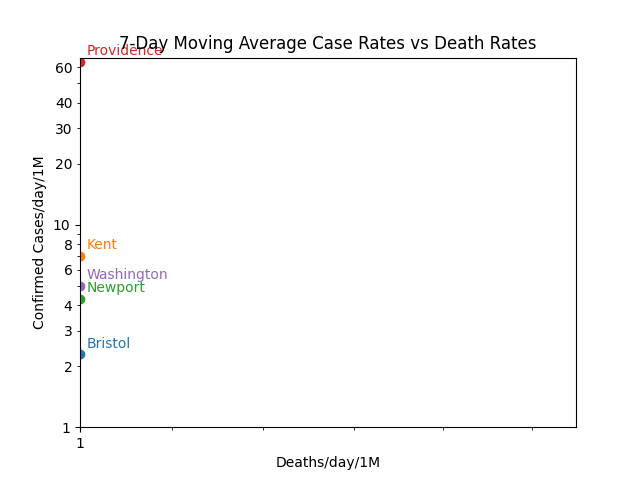 7-Day Moving Average Case Rates vs Death Rates
Providence
60
40
30
20
10
8
6
4
3
2
1
Kent
Washington
Newport
Bristol
1
Confirmed Cases/day/1M
Deaths/day/1M